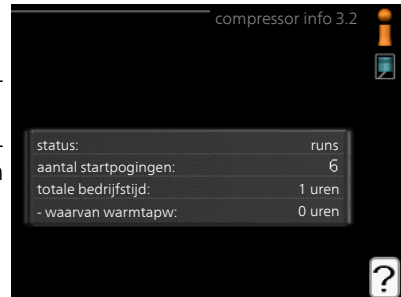 compressor info 3.2
status: runs
aantal startpogingen: 6
totale bedrijfstijd: 1 uren
- waarvan warmtapw: 0 uren
?